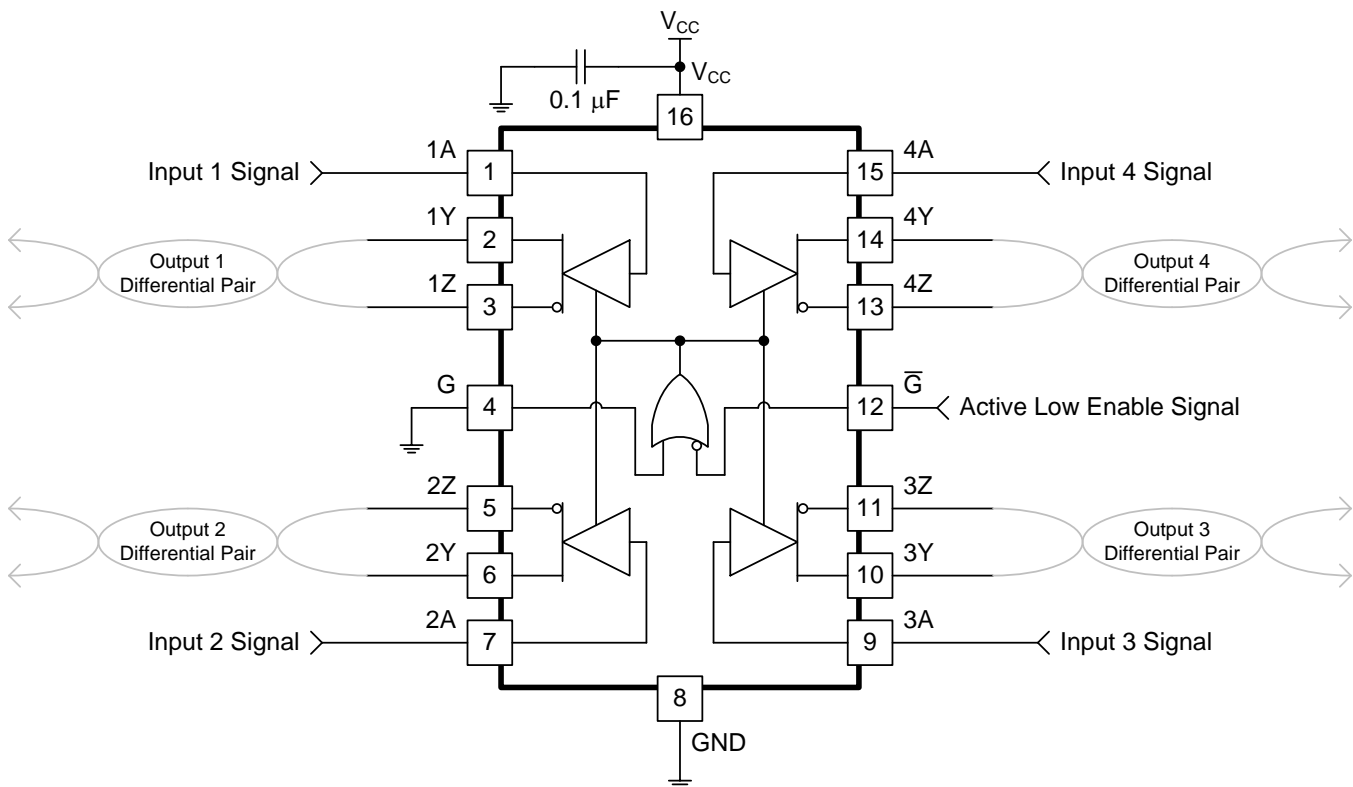 V_CC
V_CC
0.1 μF
16
1A
4A
Input 1 Signal
1
15
Input 4 Signal
1Y
4Y
2
14
Output 1
Differential Pair
Output 4
Differential Pair
1Z
4Z
3
13
G
G̅
4
12
Active Low Enable Signal
2Z
3Z
5
11
Output 2
Differential Pair
Output 3
Differential Pair
2Y
3Y
6
10
2A
3A
Input 2 Signal
7
9
Input 3 Signal
8
GND